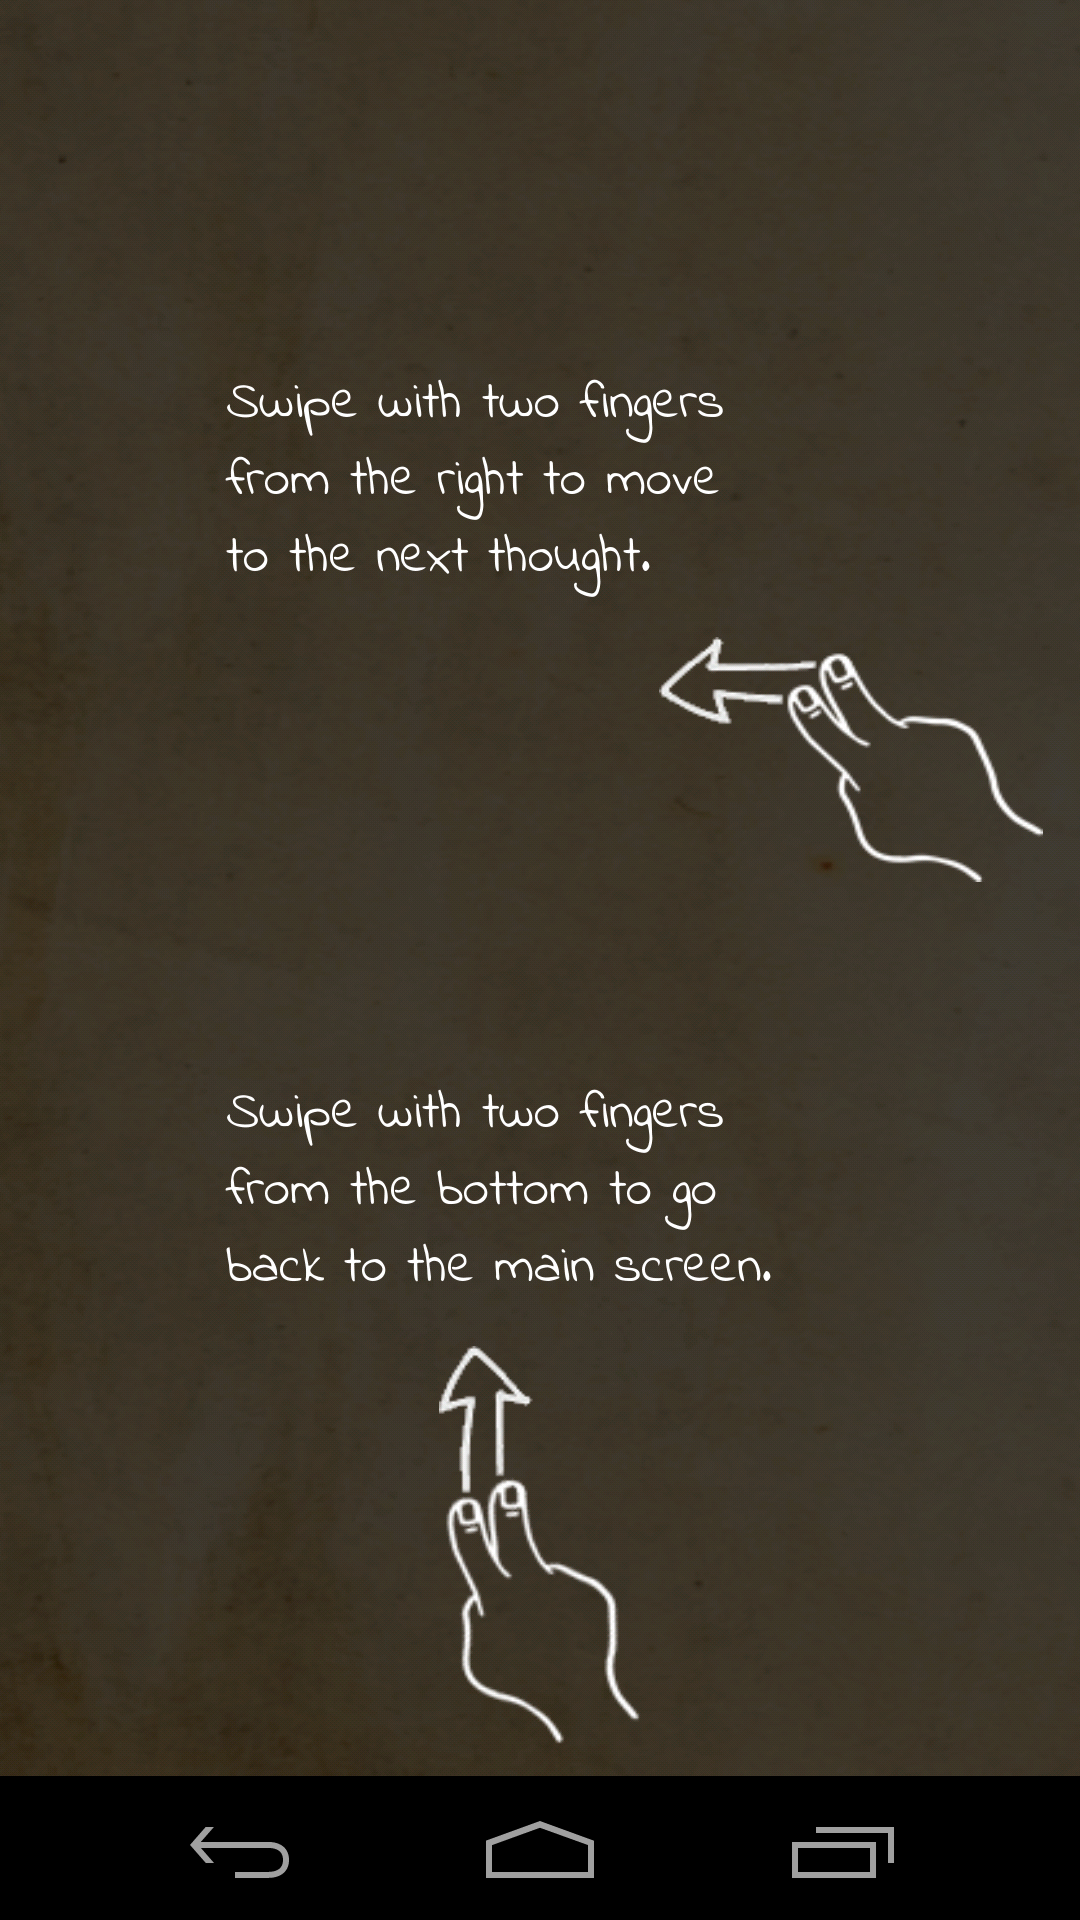 Swipe with two fingers
from the right to move
to the next thought.
Swipe with two fingers
from the bottom to go
back to the main screen.